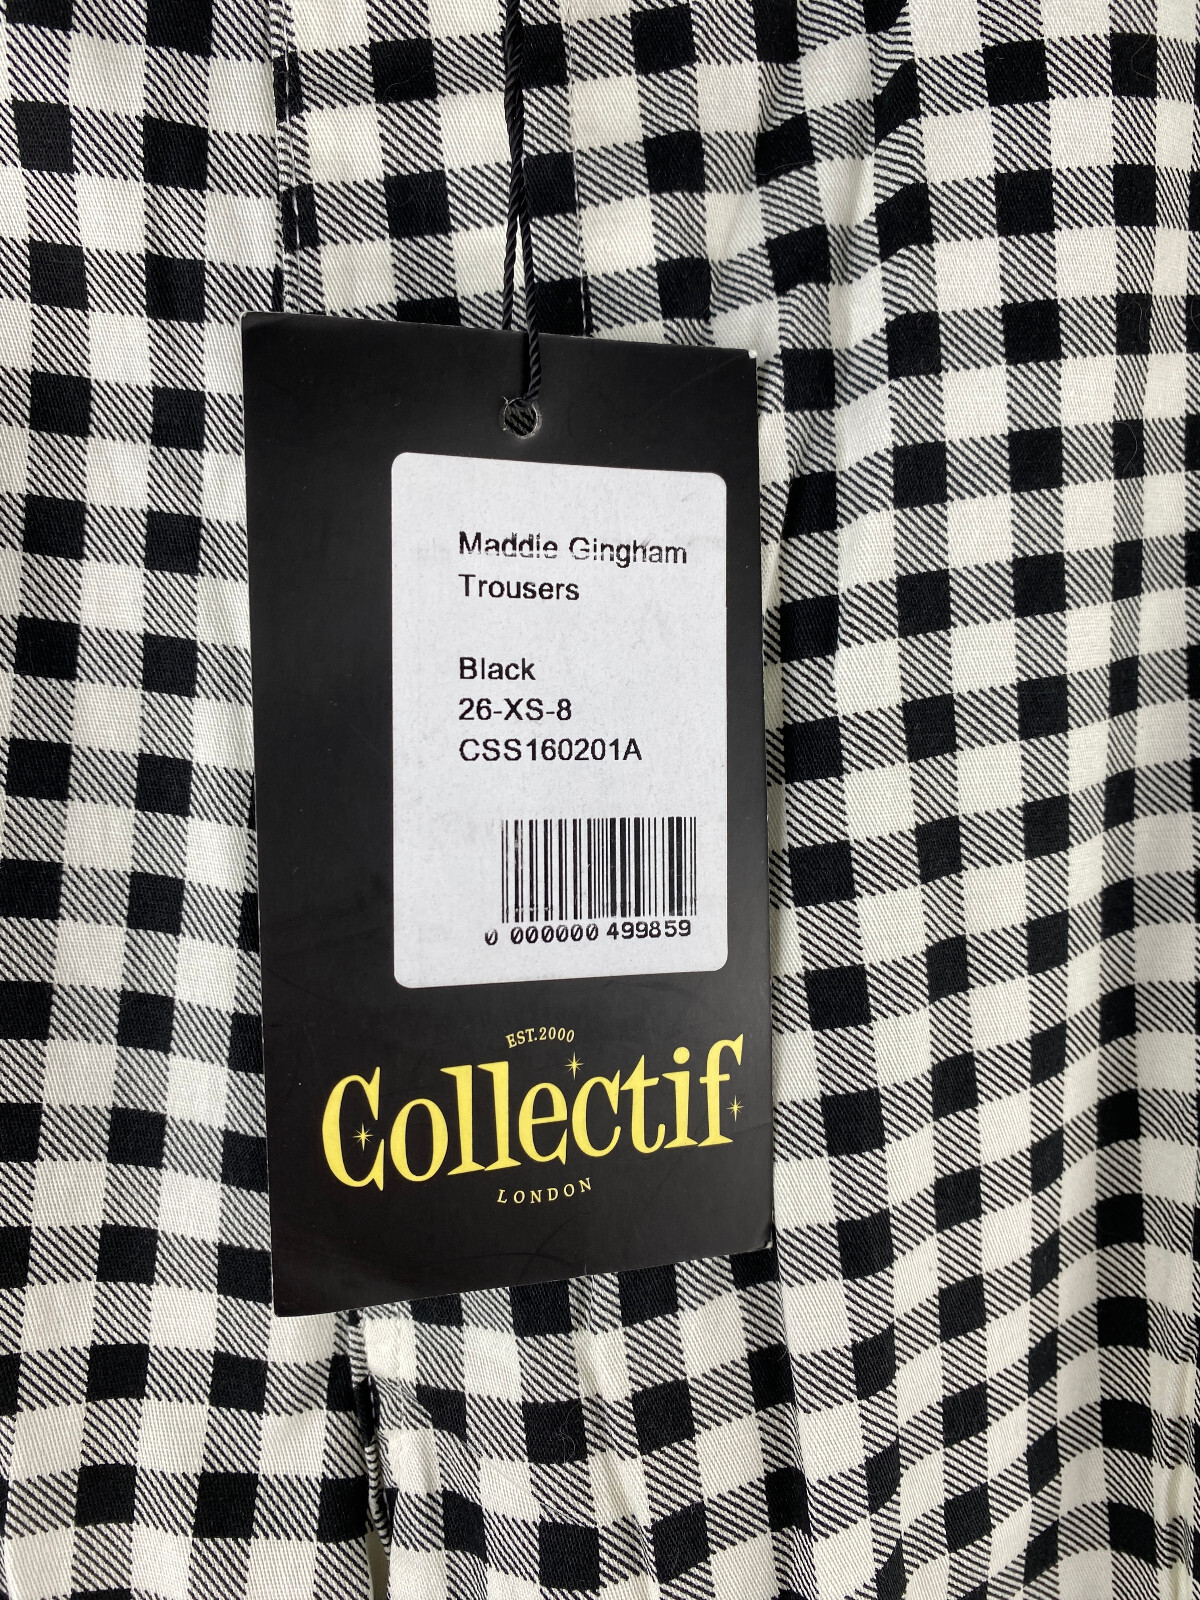 Maddie Gingham
Trousers
Black
26-XS-8
CSS160201A
0 000000 499859
EST.2000
Collectif
LONDON